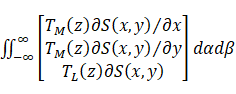 ∬_{-∞}^{∞} [ T_M(z)∂S(x,y)/∂x
T_M(z)∂S(x,y)/∂y
T_L(z)∂S(x,y) ] dαdβ